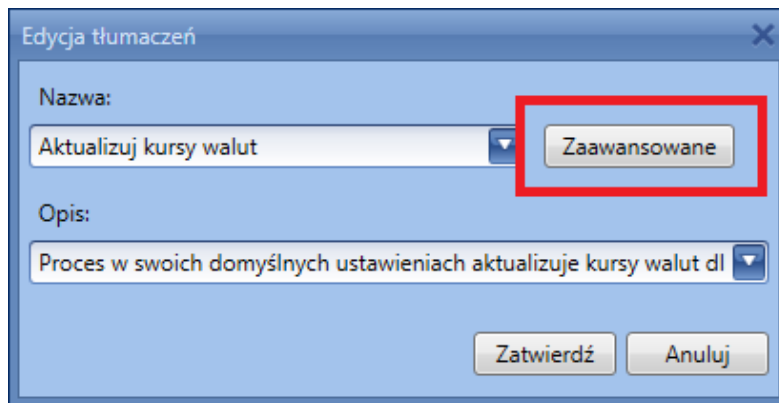 Edycja tłumaczeń
Nazwa:
Aktualizuj kursy walut
Zaawansowane
Opis:
Proces w swoich domyślnych ustawieniach aktualizuje kursy walut dl
Zatwierdź
Anuluj